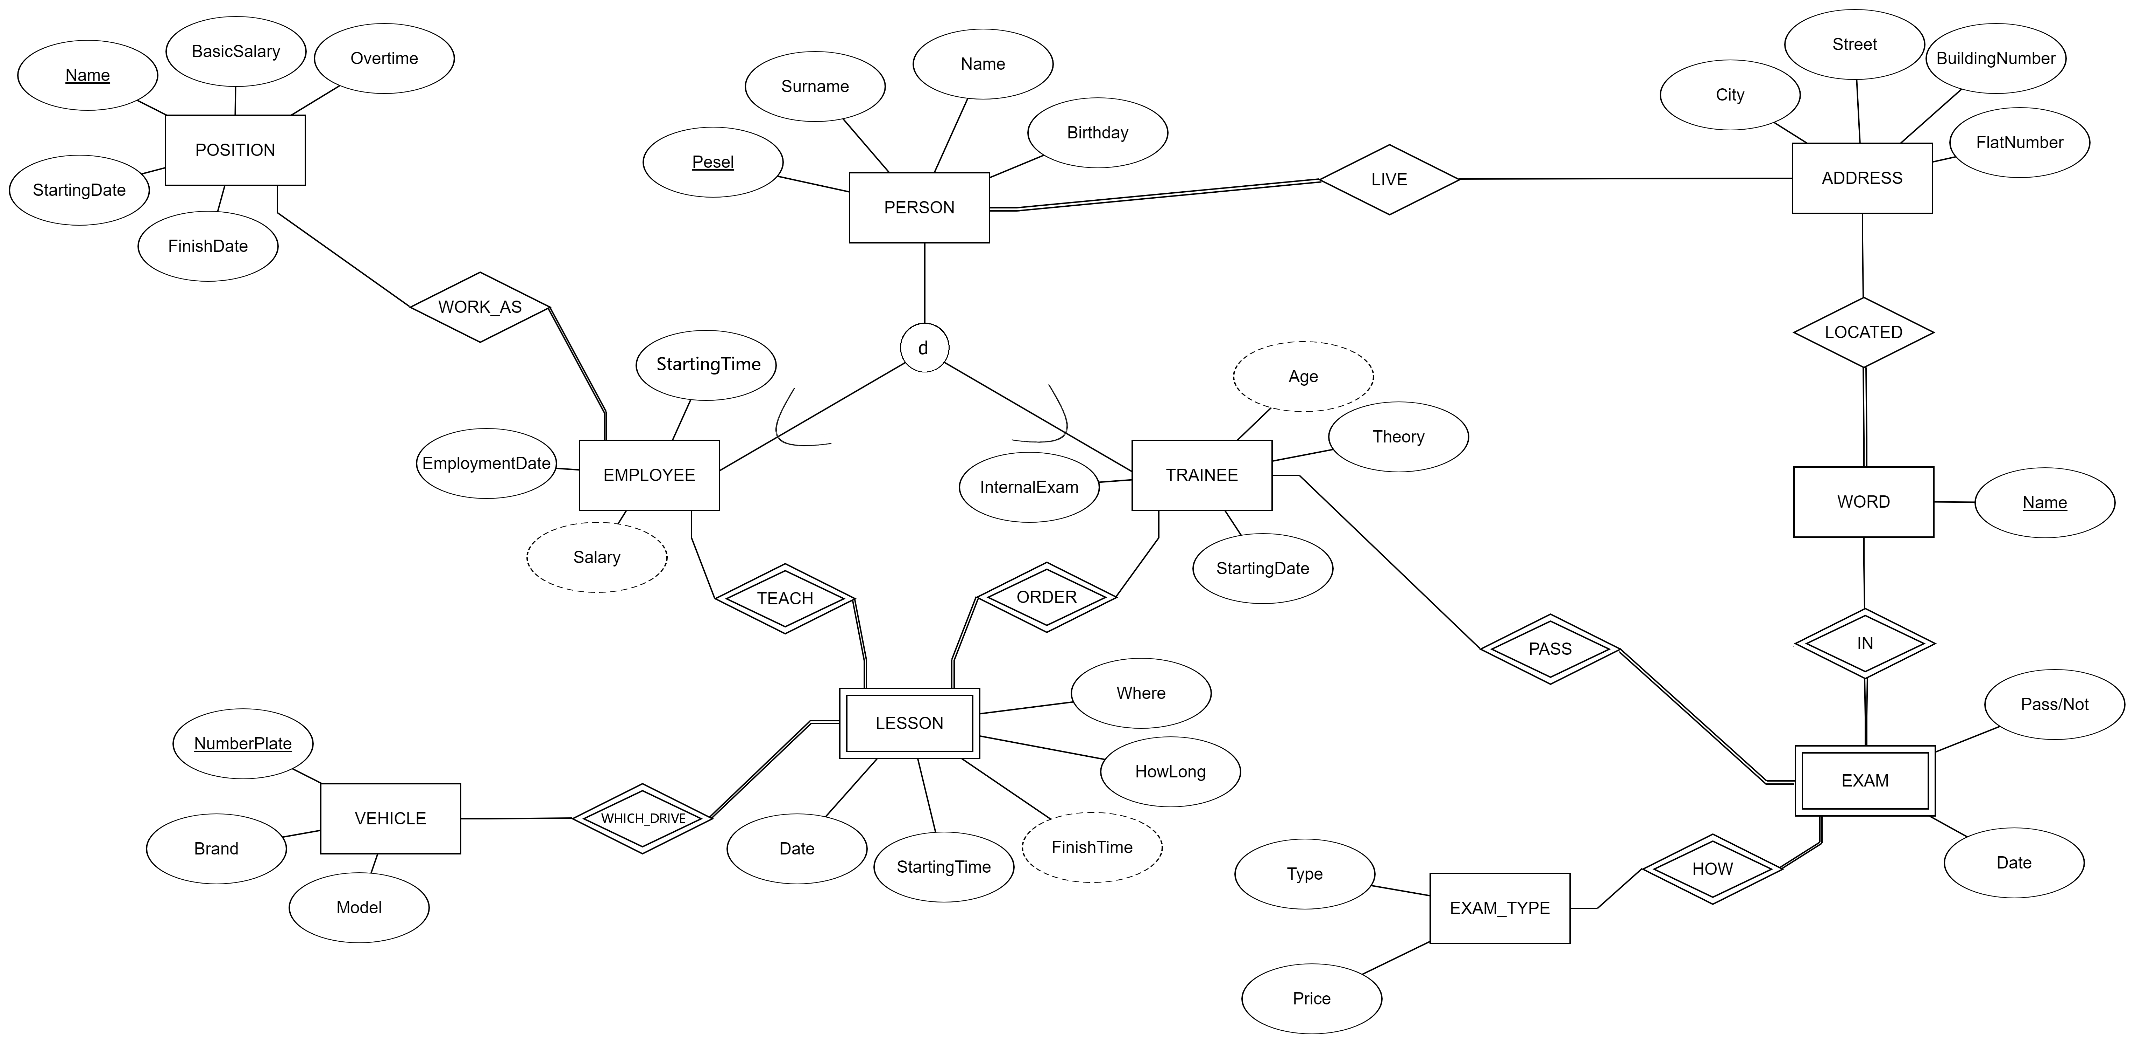 Name
BasicSalary
Overtime
POSITION
StartingDate
FinishDate
WORK_AS
Surname
Name
Pesel
Birthday
PERSON
LIVE
City
Street
BuildingNumber
FlatNumber
ADDRESS
LOCATED
d
StartingTime
EmploymentDate
EMPLOYEE
Salary
Age
Theory
InternalExam
TRAINEE
StartingDate
WORD
Name
TEACH
ORDER
PASS
IN
LESSON
Where
HowLong
Date
StartingTime
FinishTime
NumberPlate
VEHICLE
Brand
Model
WHICH_DRIVE
Pass/Not
EXAM
Date
HOW
Type
EXAM_TYPE
Price